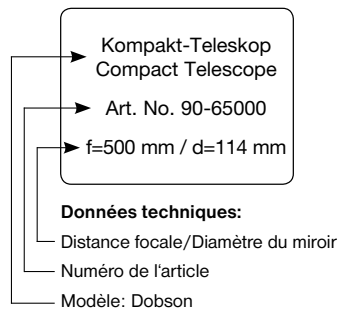 Kompakt-Teleskop
Compact Telescope
Art. No. 90-65000
f=500 mm / d=114 mm
Données techniques:
Distance focale/Diamètre du miroir
Numéro de l‘article
Modèle: Dobson